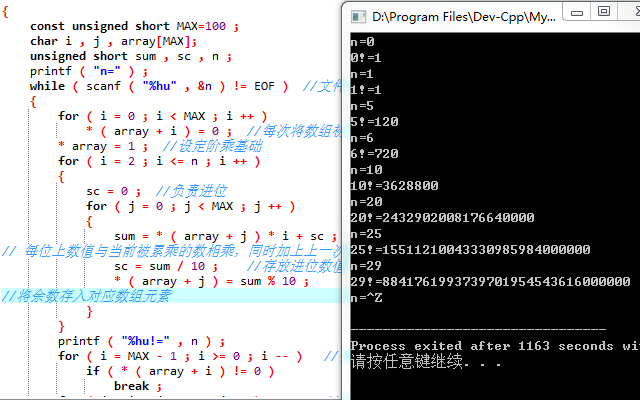 {
const unsigned short MAX=100 ;
char i , j , array[MAX];
unsigned short sum , sc , n ;
printf ( "n=" ) ;
while ( scanf ( "%hu" , &n ) != EOF )  //文件
{
for ( i = 0 ; i < MAX ; i ++ )
* ( array + i ) = 0 ;  //每次将数组被
* array = 1 ;  //设定阶乘基础
for ( i = 2 ; i <= n ; i ++ )
{
sc = 0 ;  //负责进位
for ( j = 0 ; j < MAX ; j ++ )
{
sum = * ( array + j ) * i + sc ;
// 每位上数值与当前被累乘的数相乘，同时加上上一次
sc = sum / 10 ;  //存放进位数值
* ( array + j ) = sum % 10 ;
//将余数存入对应数组元素
}
}
printf ( "%hu!=" , n ) ;
for ( i = MAX - 1 ; i >= 0 ; i -- )  //
if ( * ( array + i ) != 0 )
break ;
D:\Program Files\Dev-Cpp\My...
n=0
0!=1
n=1
1!=1
n=5
5!=120
n=6
6!=720
n=10
10!=3628800
n=20
20!=2432902008176640000
n=25
25!=15511210043330985984000000
n=29
29!=8841761993739701954543616000000
n=^Z
--------------------------------
Process exited after 1163 seconds wi
请按任意键继续. . .